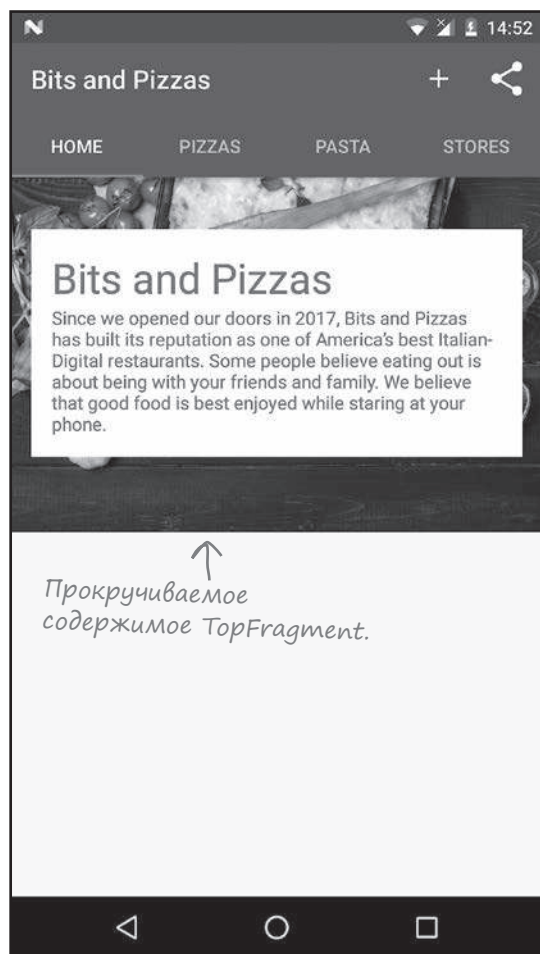 14:52
Bits and Pizzas +
HOME PIZZAS PASTA STORES
Bits and Pizzas
Since we opened our doors in 2017, Bits and Pizzas
has built its reputation as one of America's best Italian-
Digital restaurants. Some people believe eating out is
about being with your friends and family. We believe
that good food is best enjoyed while staring at your
phone.
Прокручиваемое
содержимое TopFragment.